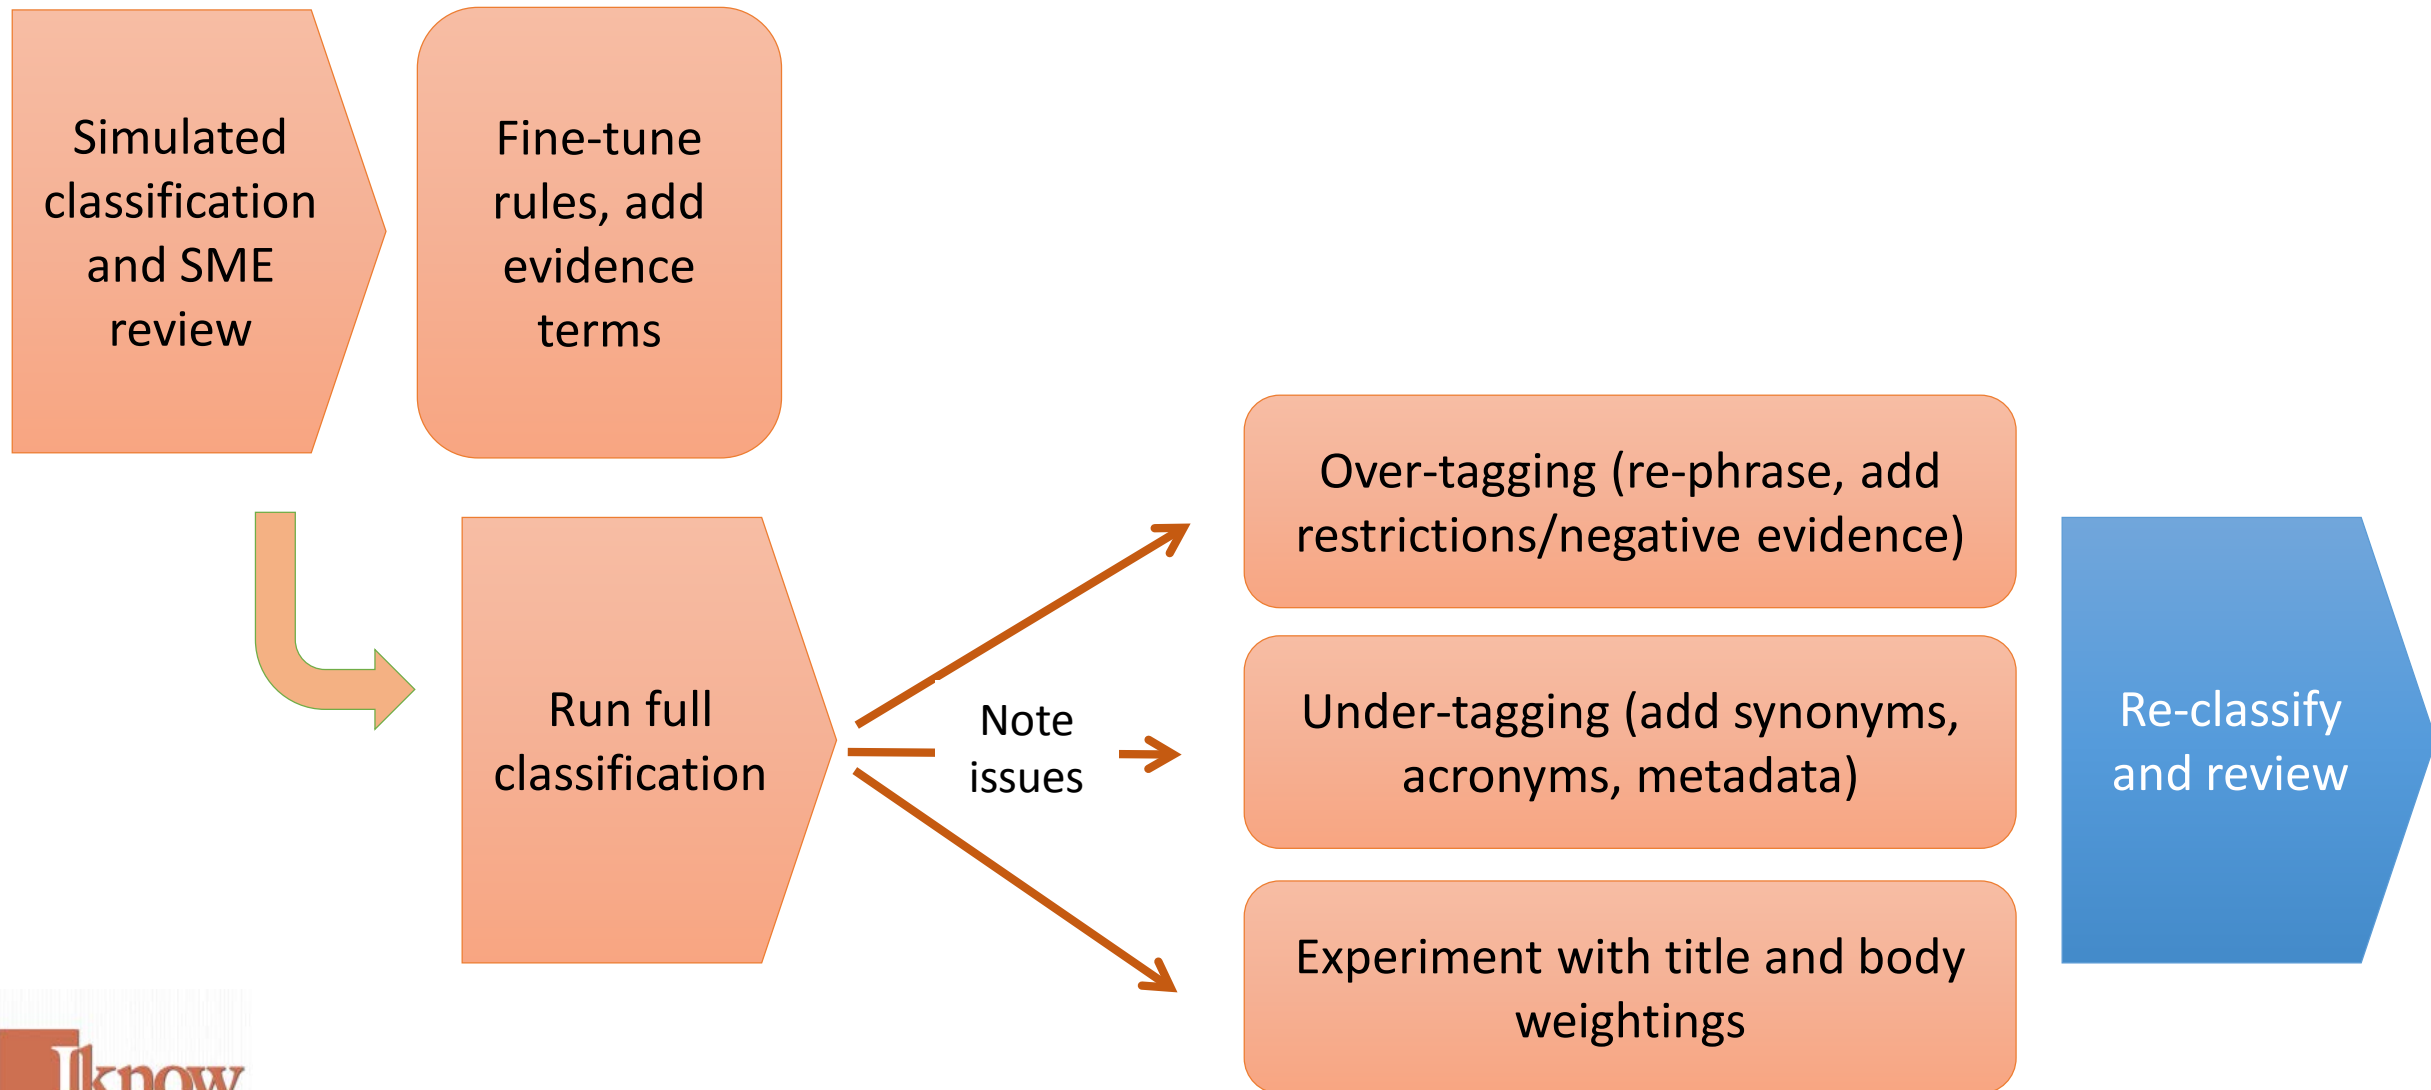 Simulated
classification
and SME
review
Fine-tune
rules, add
evidence
terms
Run full
classification
Note
issues
Over-tagging (re-phrase, add
restrictions/negative evidence)
Under-tagging (add synonyms,
acronyms, metadata)
Experiment with title and body
weightings
Re-classify
and review
Iknow